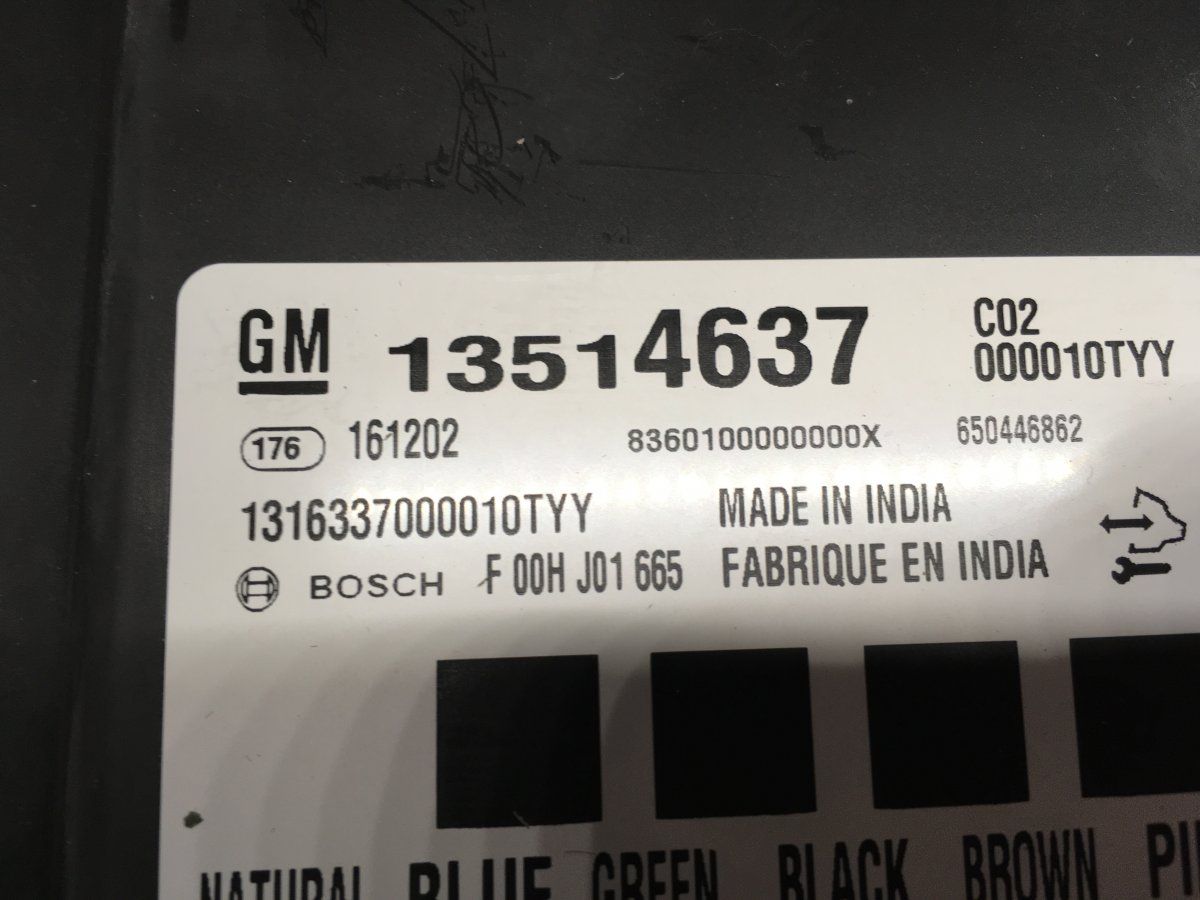 GM 13514637 C02
000010TYY
176 161202 8360100000000X 650446862
1316337000010TYY MADE IN INDIA
BOSCH F 00H J01 665 FABRIQUE EN INDIA
NATURAL BLUE GREEN BLACK BROWN